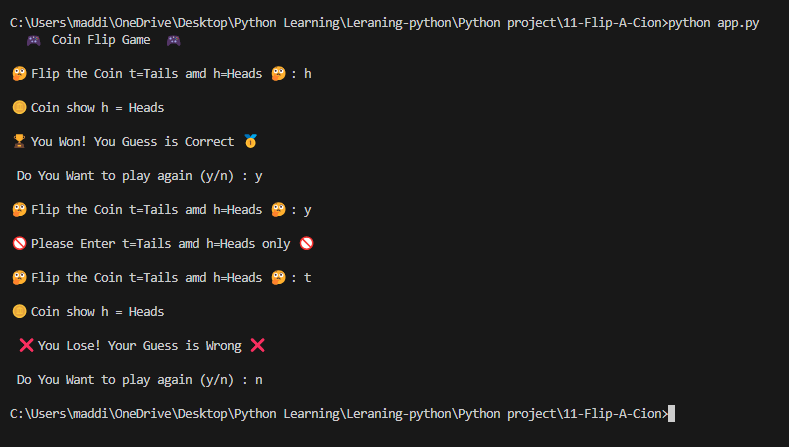 C:\Users\maddi\OneDrive\Desktop\Python Learning\Leraning-python\Python project\11-Flip-A-Cion>python app.py
🎮 Coin Flip Game 🎮
🤔 Flip the Coin t=Tails amd h=Heads 🤔 : h
🪙 Coin show h = Heads
🏆 You Won! You Guess is Correct 🥇
Do You Want to play again (y/n) : y
🤔 Flip the Coin t=Tails amd h=Heads 🤔 : y
🚫 Please Enter t=Tails amd h=Heads only 🚫
🤔 Flip the Coin t=Tails amd h=Heads 🤔 : t
🪙 Coin show h = Heads
❌ You Lose! Your Guess is Wrong ❌
Do You Want to play again (y/n) : n
C:\Users\maddi\OneDrive\Desktop\Python Learning\Leraning-python\Python project\11-Flip-A-Cion>